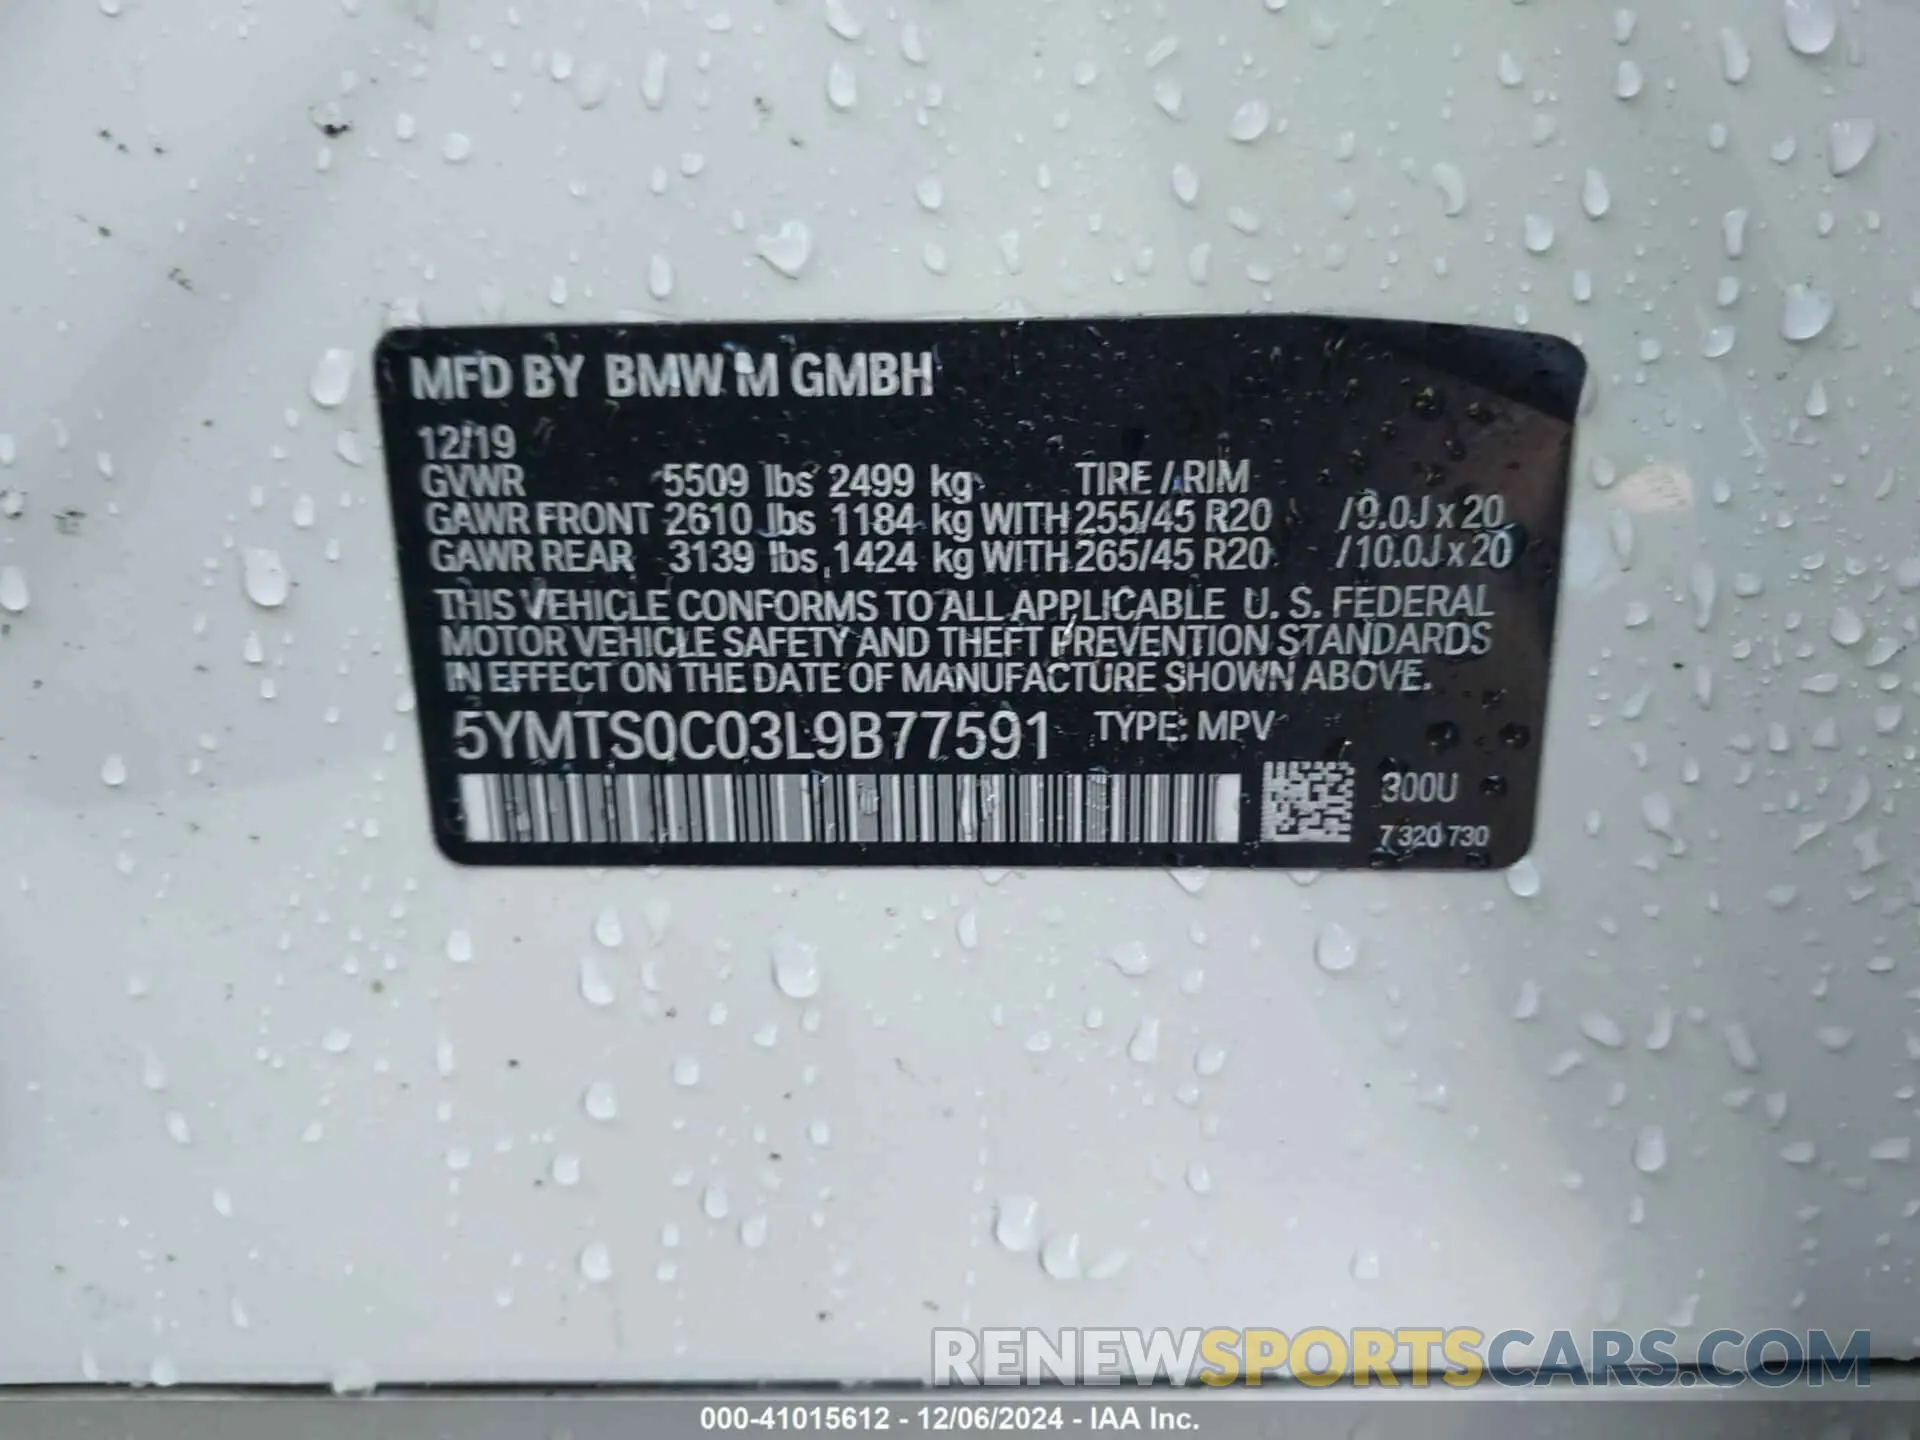 MFD BY BMW M GMBH
12/19
GVWR 5509 lbs 2499 kg TIRE / RIM
GAWR FRONT 2610 lbs 1184 kg WITH 255/45 R20 /9.0J x 20
GAWR REAR 3139 lbs 1424 kg WITH 265/45 R20 /10.0J x 20
THIS VEHICLE CONFORMS TO ALL APPLICABLE U. S. FEDERAL
MOTOR VEHICLE SAFETY AND THEFT PREVENTION STANDARDS
IN EFFECT ON THE DATE OF MANUFACTURE SHOWN ABOVE.
5YMTS0C03L9B77591 TYPE: MPV
300U
7 320 730
RENEWSPORTSCARS.COM
000-41015612 - 12/06/2024 - IAA Inc.